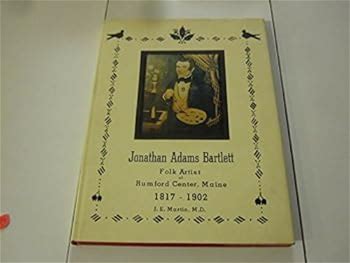 Jonathan Adams Bartlett
Folk Artist
of
Rumford Center, Maine
1817 - 1902
J. E. Martin, M.D.